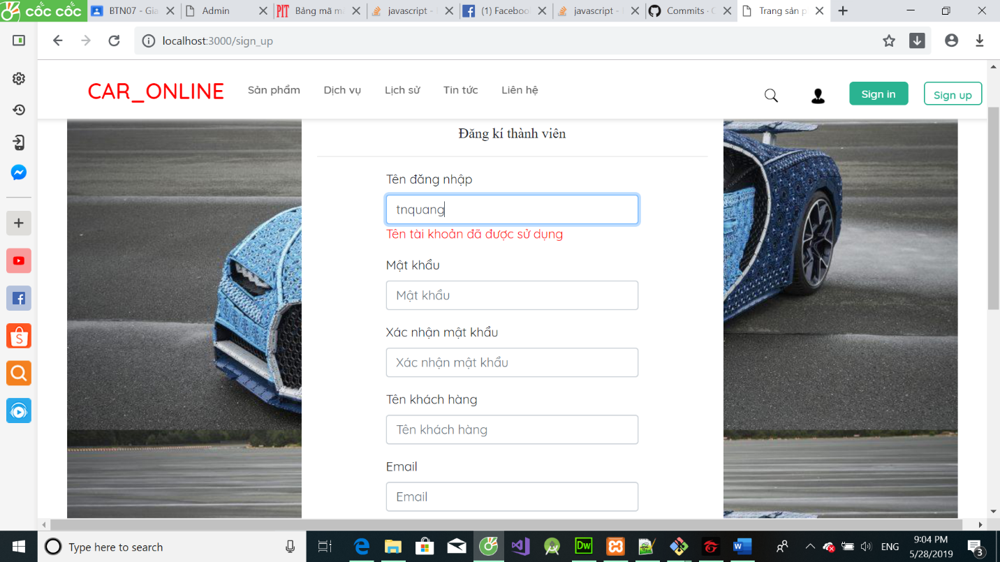 cốc cốc
BTN07 - Gia
Admin
PIT Bảng mã m
javascript -
(1) Faceboo
javascript -
Commits · 
Trang sản p
localhost:3000/sign_up
CAR_ONLINE
Sản phẩm
Dịch vụ
Lịch sử
Tin tức
Liên hệ
Sign in
Sign up
Đăng kí thành viên
Tên đăng nhập
tnquang
Tên tài khoản đã được sử dụng
Mật khẩu
Mật khẩu
Xác nhận mật khẩu
Xác nhận mật khẩu
Tên khách hàng
Tên khách hàng
Email
Email
Type here to search
Dw
ENG
9:04 PM
5/28/2019
3